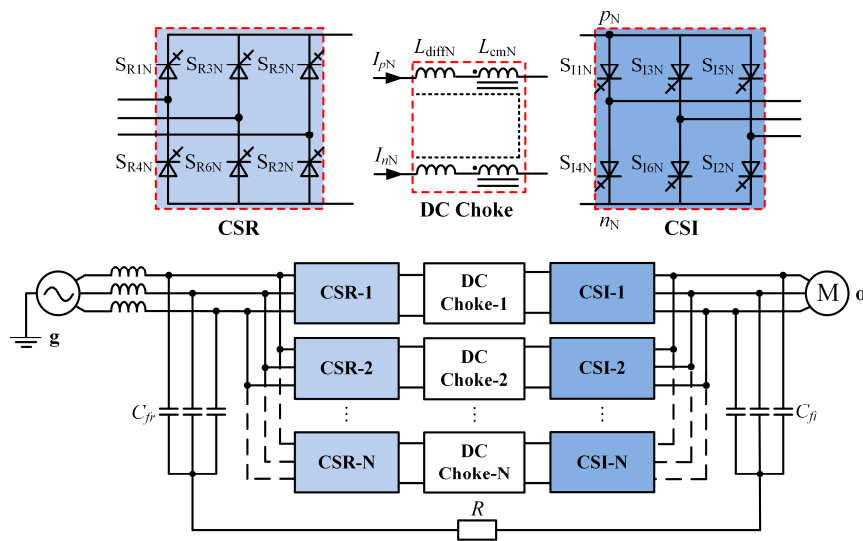 S_R1N S_R3N S_R5N
S_R4N S_R6N S_R2N
CSR
L_diffN L_cmN
I_pN
I_nN
DC Choke
p_N
S_I1N S_I3N S_I5N
S_I4N S_I6N S_I2N
n_N
CSI
g
CSR-1
DC
Choke-1
CSI-1
M
o
CSR-2
DC
Choke-2
CSI-2
C_fr
C_fi
⋮ ⋮ ⋮
CSR-N
DC
Choke-N
CSI-N
R